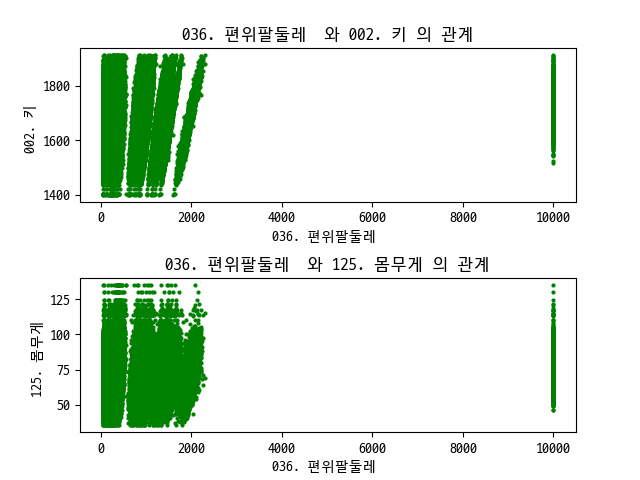 036. 편위팔둘레  와 002. 키 의 관계
1800
1600
1400
002. 키
0 2000 4000 6000 8000 10000
036. 편위팔둘레
036. 편위팔둘레  와 125. 몸무게 의 관계
125
100
75
50
125. 몸무게
0 2000 4000 6000 8000 10000
036. 편위팔둘레